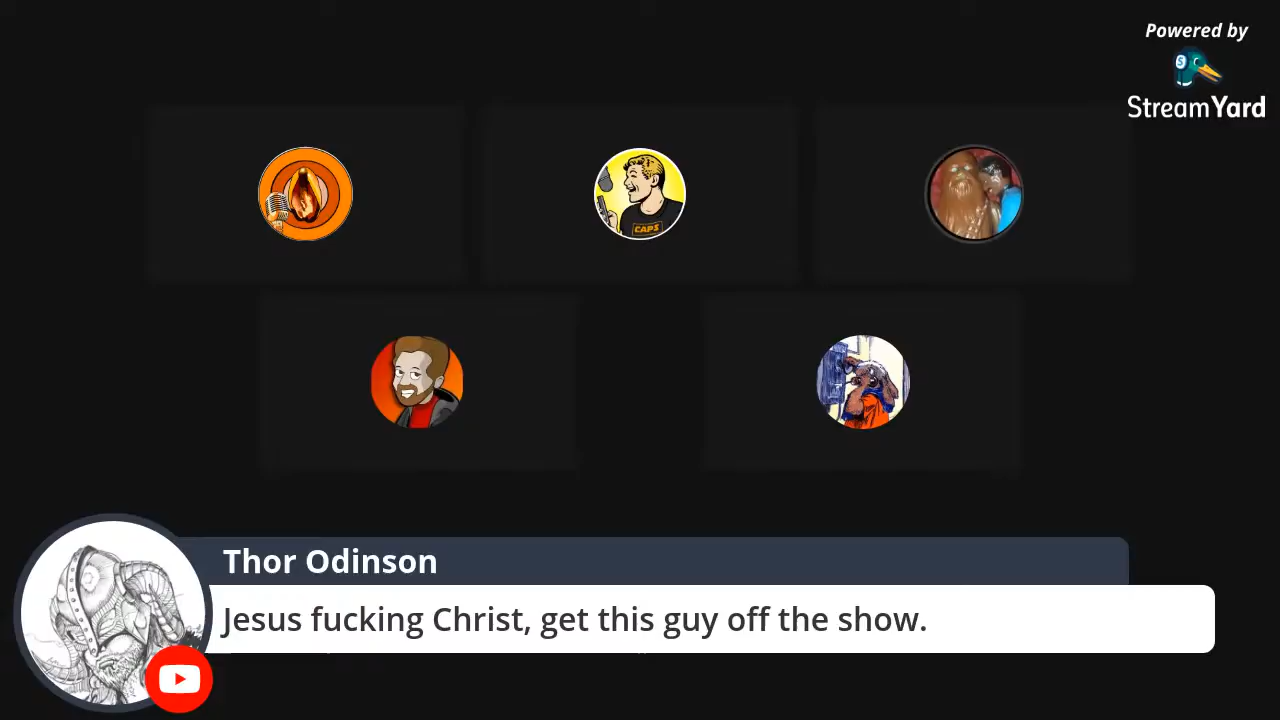 Powered by
StreamYard
CAPS
Thor Odinson
Jesus fucking Christ, get this guy off the show.